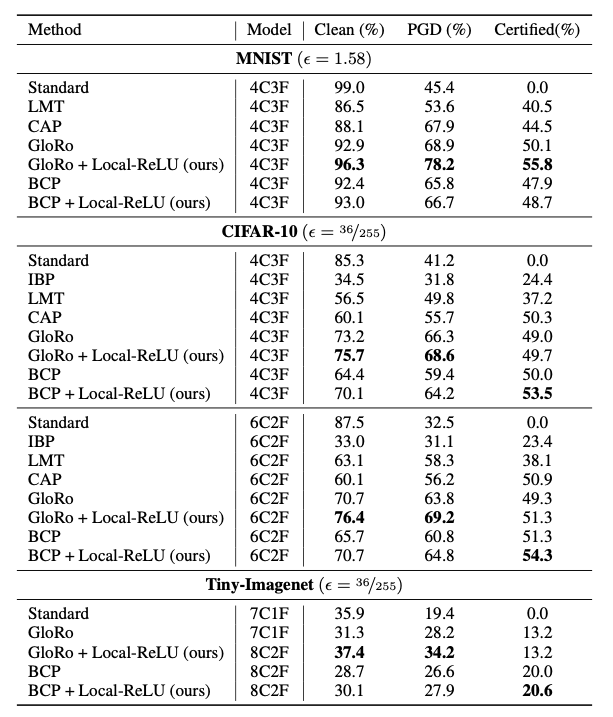 Method Model Clean (%) PGD (%) Certified(%)
MNIST (ϵ = 1.58)
Standard 4C3F 99.0 45.4 0.0
LMT 4C3F 86.5 53.6 40.5
CAP 4C3F 88.1 67.9 44.5
GloRo 4C3F 92.9 68.9 50.1
GloRo + Local-ReLU (ours) 4C3F 96.3 78.2 55.8
BCP 4C3F 92.4 65.8 47.9
BCP + Local-ReLU (ours) 4C3F 93.0 66.7 48.7
CIFAR-10 (ϵ = 36/255)
Standard 4C3F 85.3 41.2 0.0
IBP 4C3F 34.5 31.8 24.4
LMT 4C3F 56.5 49.8 37.2
CAP 4C3F 60.1 55.7 50.3
GloRo 4C3F 73.2 66.3 49.0
GloRo + Local-ReLU (ours) 4C3F 75.7 68.6 49.7
BCP 4C3F 64.4 59.4 50.0
BCP + Local-ReLU (ours) 4C3F 70.1 64.2 53.5
Standard 6C2F 87.5 32.5 0.0
IBP 6C2F 33.0 31.1 23.4
LMT 6C2F 63.1 58.3 38.1
CAP 6C2F 60.1 56.2 50.9
GloRo 6C2F 70.7 63.8 49.3
GloRo + Local-ReLU (ours) 6C2F 76.4 69.2 51.3
BCP 6C2F 65.7 60.8 51.3
BCP + Local-ReLU (ours) 6C2F 70.7 64.8 54.3
Tiny-Imagenet (ϵ = 36/255)
Standard 7C1F 35.9 19.4 0.0
GloRo 7C1F 31.3 28.2 13.2
GloRo + Local-ReLU (ours) 8C2F 37.4 34.2 13.2
BCP 8C2F 28.7 26.6 20.0
BCP + Local-ReLU (ours) 8C2F 30.1 27.9 20.6